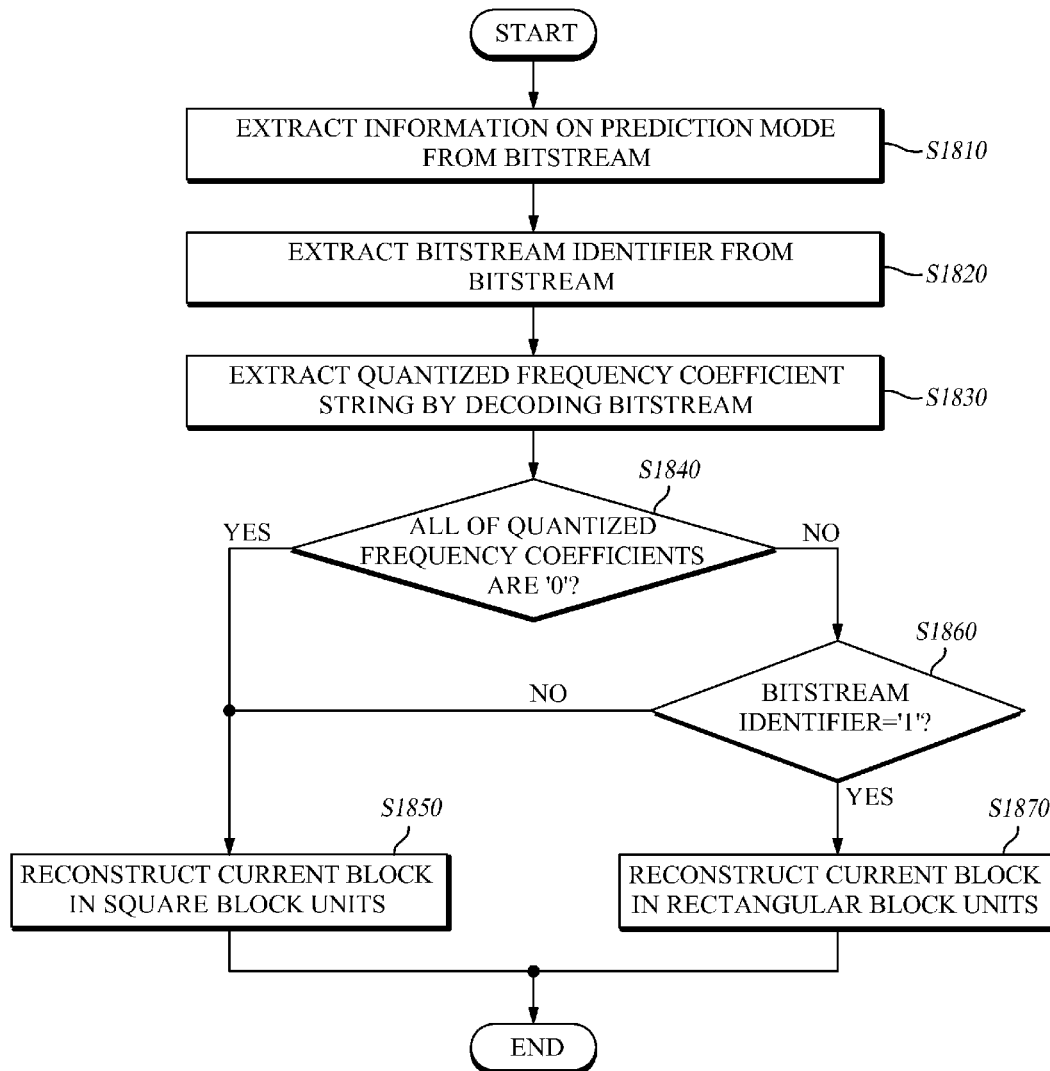 START
EXTRACT INFORMATION ON PREDICTION MODE
FROM BITSTREAM
S1810
EXTRACT BITSTREAM IDENTIFIER FROM
BITSTREAM
S1820
EXTRACT QUANTIZED FREQUENCY COEFFICIENT
STRING BY DECODING BITSTREAM
S1830
S1840
YES
ALL OF QUANTIZED
FREQUENCY COEFFICIENTS
ARE '0'?
NO
S1860
NO
BITSTREAM
IDENTIFIER='1'?
YES
S1850
RECONSTRUCT CURRENT BLOCK
IN SQUARE BLOCK UNITS
S1870
RECONSTRUCT CURRENT BLOCK
IN RECTANGULAR BLOCK UNITS
END